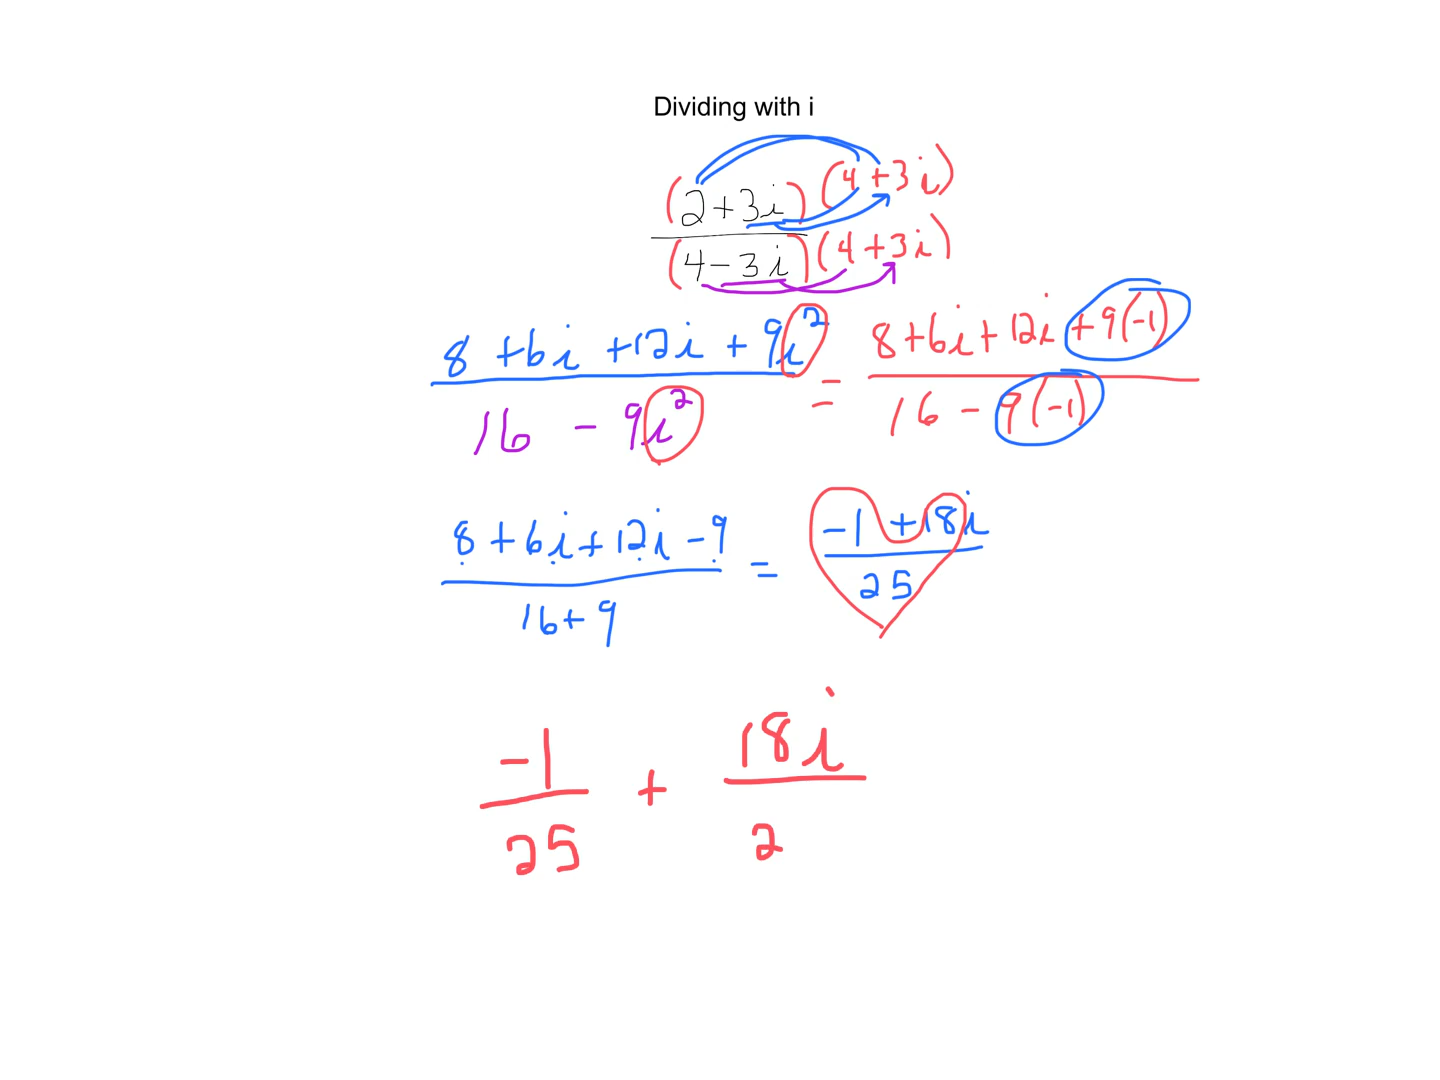 Dividing with i
(2+3i)(4+3i)
(4-3i)(4+3i)
8 +6i +12i + 9i² = 8+6i+12i+9(-1)
16 - 9i² 16 - 9(-1)
8+6i+12i-9 = -1 +18i
16+9 25
-1 + 18i
25 2